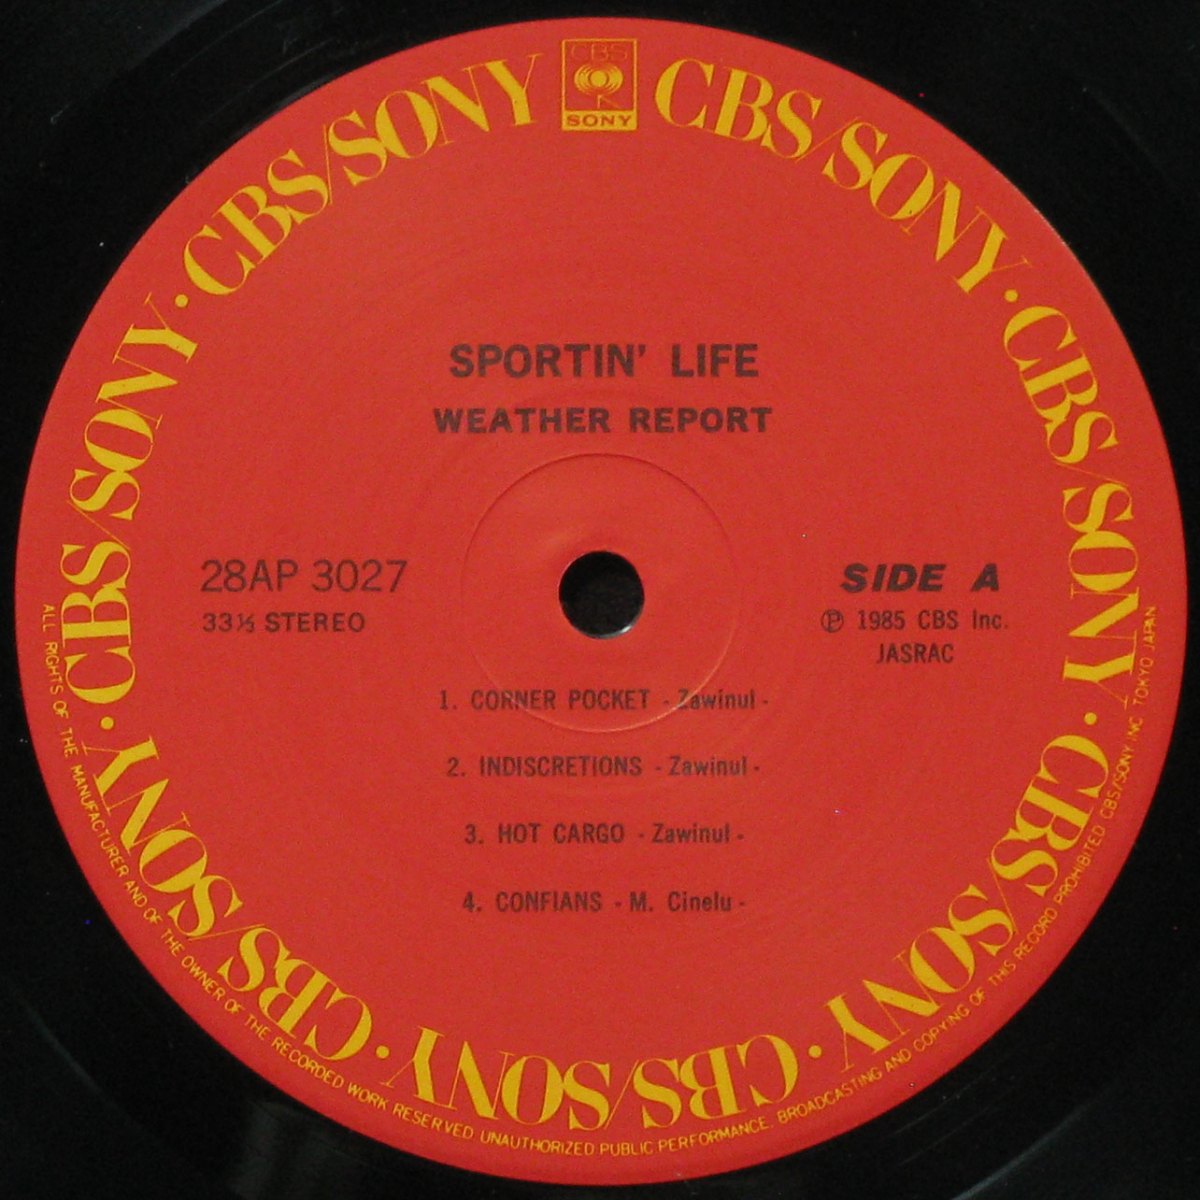 CBS
SONY
CBS/SONY · CBS/SONY · CBS/SONY · CBS/SONY · CBS/SONY · CBS/SONY · CBS/SONY · CBS/SONY
SPORTIN' LIFE
WEATHER REPORT
28AP 3027
33⅓ STEREO
SIDE A
Ⓟ 1985 CBS Inc.
JASRAC
1. CORNER POCKET - Zawinul -
2. INDISCRETIONS - Zawinul -
3. HOT CARGO - Zawinul -
4. CONFIANS - M. Cinelu -
ALL RIGHTS OF THE MANUFACTURER AND OF THE OWNER OF THE RECORDED WORK RESERVED. UNAUTHORIZED PUBLIC PERFORMANCE. BROADCASTING AND COPYING OF THIS RECORD PROHIBITED CBS/SONY INC TOKYO JAPAN